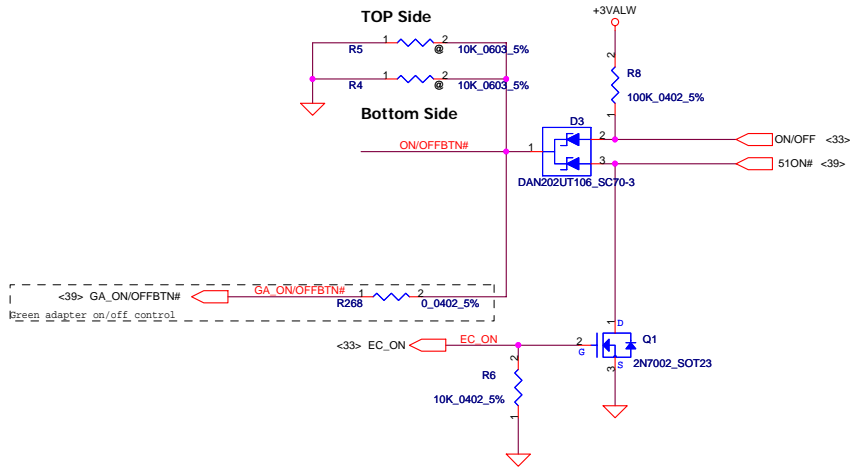 TOP Side
+3VALW
R5 1 2 @ 10K_0603_5%
R4 1 2 @ 10K_0603_5%
2
R8
100K_0402_5%
1
Bottom Side
D3
ON/OFFBTN# 1
2 ON/OFF <33>
3 51ON# <39>
DAN202UT106_SC70-3
<39> GA_ON/OFFBTN# GA_ON/OFFBTN# 1 2
R268 0_0402_5%
Green adapter on/off control
1 D
<33> EC_ON EC_ON 2 G Q1
2N7002_SOT23
3 S
2
R6
10K_0402_5%
1